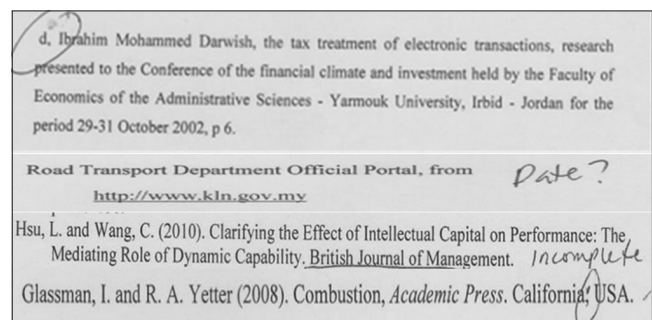 d, Ibrahim Mohammed Darwish, the tax treatment of electronic transactions, research
presented to the Conference of the financial climate and investment held by the Faculty of
Economics of the Administrative Sciences - Yarmouk University, Irbid - Jordan for the
period 29-31 October 2002, p 6.
Road Transport Department Official Portal, from Date?
http://www.kln.gov.my
Hsu, L. and Wang, C. (2010). Clarifying the Effect of Intellectual Capital on Performance: The
Mediating Role of Dynamic Capability. British Journal of Management. Incomplete
Glassman, I. and R. A. Yetter (2008). Combustion, Academic Press. California, USA.